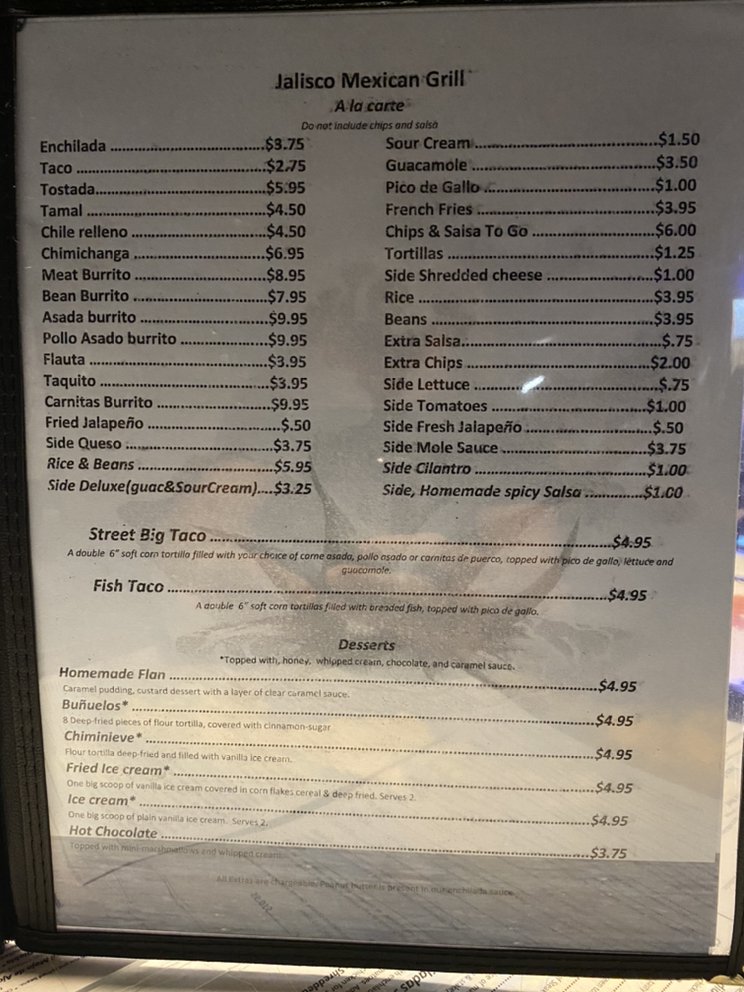 Jalisco Mexican Grill
A la carte
Do not include chips and salsa
Enchilada ................................$3.75
Taco ............................................$2.75
Tostada.......................................$5.95
Tamal .........................................$4.50
Chile relleno ..............................$4.50
Chimichanga ..............................$6.95
Meat Burrito ..............................$8.95
Bean Burrito ..............................$7.95
Asada burrito .............................$9.95
Pollo Asado burrito ....................$9.95
Flauta .........................................$3.95
Taquito .......................................$3.95
Carnitas Burrito .........................$9.95
Fried Jalapeño ..............................$.50
Side Queso .................................$3.75
Rice & Beans ...............................$5.95
Side Deluxe(guac&SourCream)....$3.25
Sour Cream..........................................$1.50
Guacamole ..........................................$3.50
Pico de Gallo .......................................$1.00
French Fries .........................................$3.95
Chips & Salsa To Go ............................$6.00
Tortillas ...............................................$1.25
Side Shredded cheese .........................$1.00
Rice ......................................................$3.95
Beans ...................................................$3.95
Extra Salsa..............................................$.75
Extra Chips ..........................................$2.00
Side Lettuce ..........................................$.75
Side Tomatoes ....................................$1.00
Side Fresh Jalapeño ..............................$.50
Side Mole Sauce ..................................$3.75
Side Cilantro ........................................$1.00
Side, Homemade spicy Salsa .............$1.00
Street Big Taco ....................................................................................$4.95
A double 6" soft corn tortilla filled with your choice of carne asada, pollo asado or carnitas de puerco, topped with pico de gallo, lettuce and
guacamole.
Fish Taco .............................................................................................$4.95
A double 6" soft corn tortillas filled with breaded fish, topped with pico de gallo.
Desserts
*Topped with, honey, whipped cream, chocolate, and caramel sauce.
Homemade Flan ...................................................................................$4.95
Caramel pudding, custard dessert with a layer of clear caramel sauce.
Buñuelos* ............................................................................................$4.95
8 Deep-fried pieces of flour tortilla, covered with cinnamon-sugar
Chiminieve* .........................................................................................$4.95
Flour tortilla deep-fried and filled with vanilla ice cream.
Fried Ice cream* ..................................................................................$4.95
One big scoop of vanilla ice cream covered in corn flakes cereal & deep fried. Serves 2.
Ice cream* ...........................................................................................$4.95
One big scoop of plain vanilla ice cream. Serves 2.
Hot Chocolate .....................................................................................$3.75
Topped with mini-marshmallows and whipped cream.
All Extras are chargeable. Peanut butter is present in our enchilada sauce